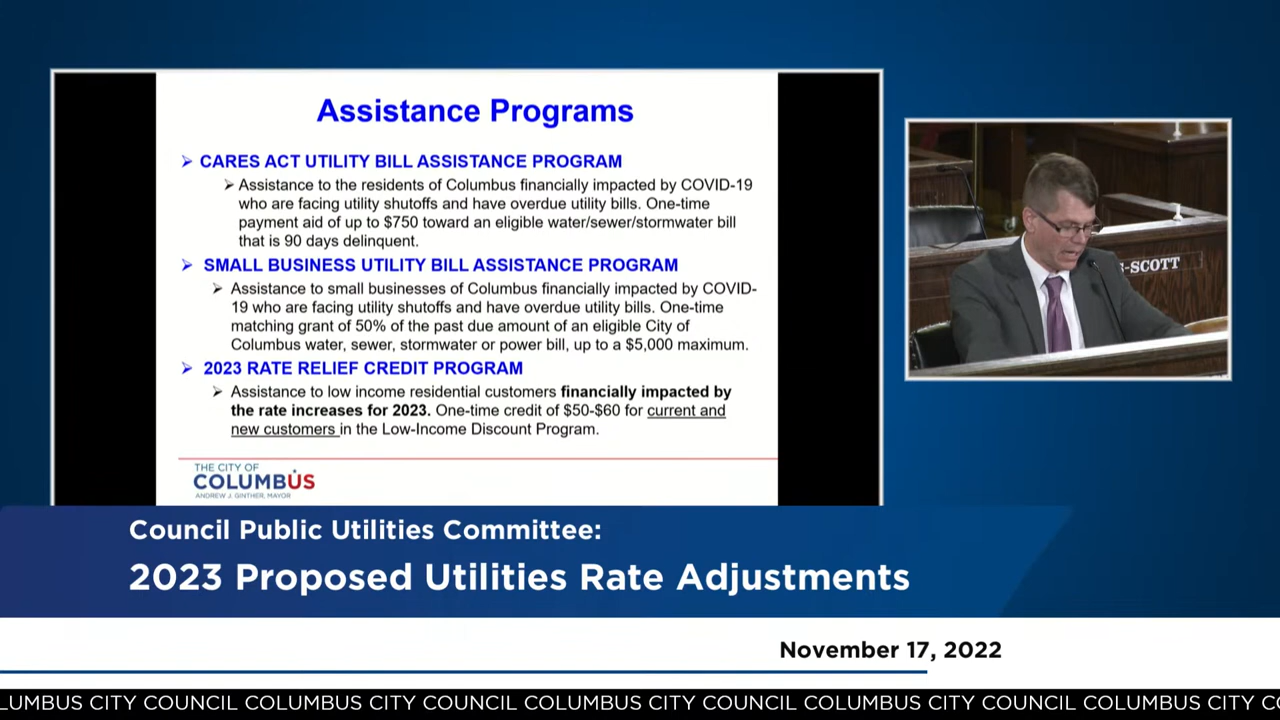 Assistance Programs
➢ CARES ACT UTILITY BILL ASSISTANCE PROGRAM
➢ Assistance to the residents of Columbus financially impacted by COVID-19
who are facing utility shutoffs and have overdue utility bills. One-time
payment aid of up to $750 toward an eligible water/sewer/stormwater bill
that is 90 days delinquent.
➢ SMALL BUSINESS UTILITY BILL ASSISTANCE PROGRAM
➢ Assistance to small businesses of Columbus financially impacted by COVID-
19 who are facing utility shutoffs and have overdue utility bills. One-time
matching grant of 50% of the past due amount of an eligible City of
Columbus water, sewer, stormwater or power bill, up to a $5,000 maximum.
➢ 2023 RATE RELIEF CREDIT PROGRAM
➢ Assistance to low income residential customers financially impacted by
the rate increases for 2023. One-time credit of $50-$60 for current and
new customers in the Low-Income Discount Program.
THE CITY OF
COLUMBUS
ANDREW J. GINTHER, MAYOR
S-SCOTT
Council Public Utilities Committee:
2023 Proposed Utilities Rate Adjustments
November 17, 2022
LUMBUS CITY COUNCIL COLUMBUS CITY COUNCIL COLUMBUS CITY COUNCIL COLUMBUS CITY COUNCIL COLUMBUS CITY C